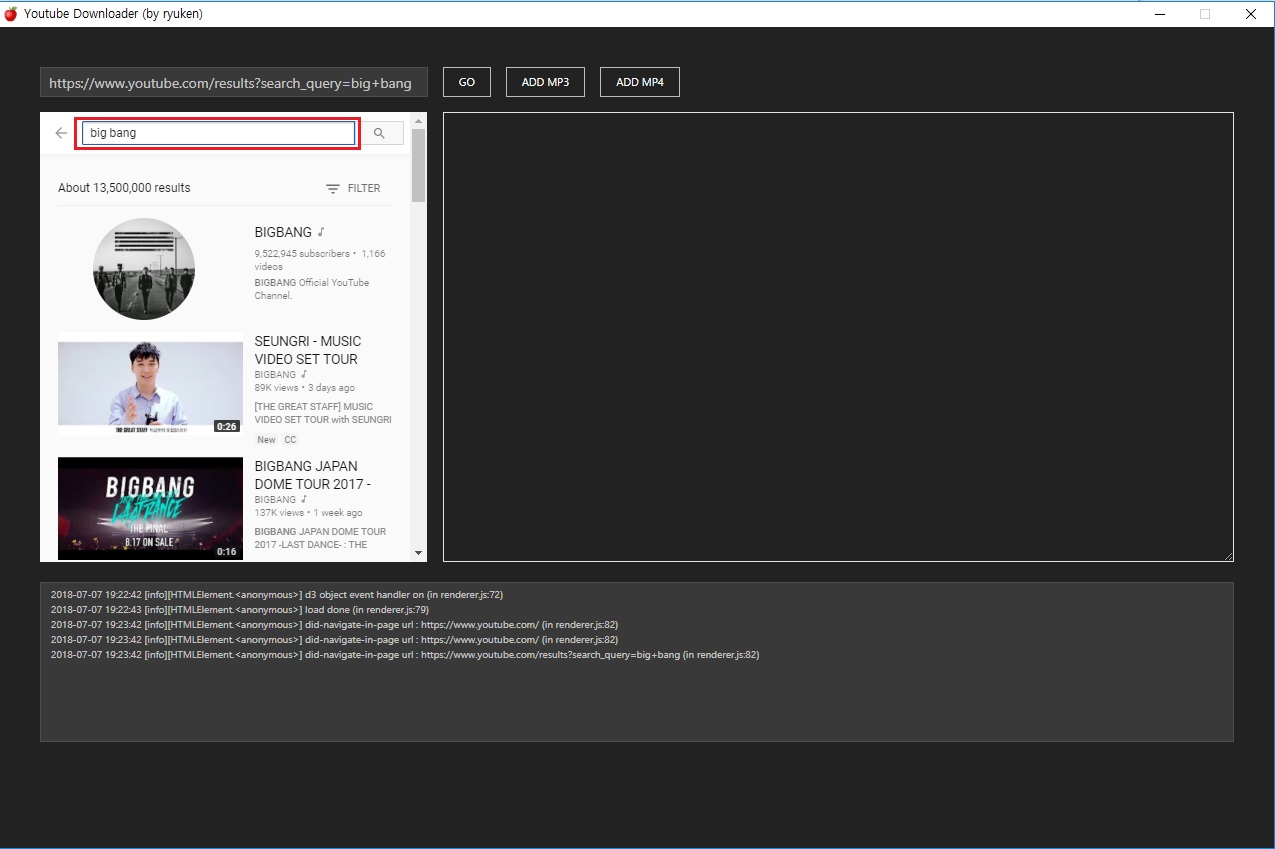 Youtube Downloader (by ryuken)
https://www.youtube.com/results?search_query=big+bang
GO
ADD MP3
ADD MP4
big bang
About 13,500,000 results
FILTER
BIGBANG
9,522,945 subscribers • 1,166
videos
BIGBANG Official YouTube
Channel.
SEUNGRI - MUSIC
VIDEO SET TOUR
BIGBANG
89K views • 3 days ago
[THE GREAT STAFF] MUSIC
VIDEO SET TOUR with SEUNGRI
New CC
THE GREAT STAFF
0:26
BIGBANG JAPAN
DOME TOUR 2017 -
BIGBANG
137K views • 1 week ago
BIGBANG JAPAN DOME TOUR
2017 -LAST DANCE- : THE
BIGBANG
LAST DANCE
THE FINAL
8.17 ON SALE
0:16
2018-07-07 19:22:42 [info][HTMLElement.<anonymous>] d3 object event handler on (in renderer.js:72)
2018-07-07 19:22:43 [info][HTMLElement.<anonymous>] load done (in renderer.js:79)
2018-07-07 19:23:42 [info][HTMLElement.<anonymous>] did-navigate-in-page url : https://www.youtube.com/ (in renderer.js:82)
2018-07-07 19:23:42 [info][HTMLElement.<anonymous>] did-navigate-in-page url : https://www.youtube.com/ (in renderer.js:82)
2018-07-07 19:23:42 [info][HTMLElement.<anonymous>] did-navigate-in-page url : https://www.youtube.com/results?search_query=big+bang (in renderer.js:82)